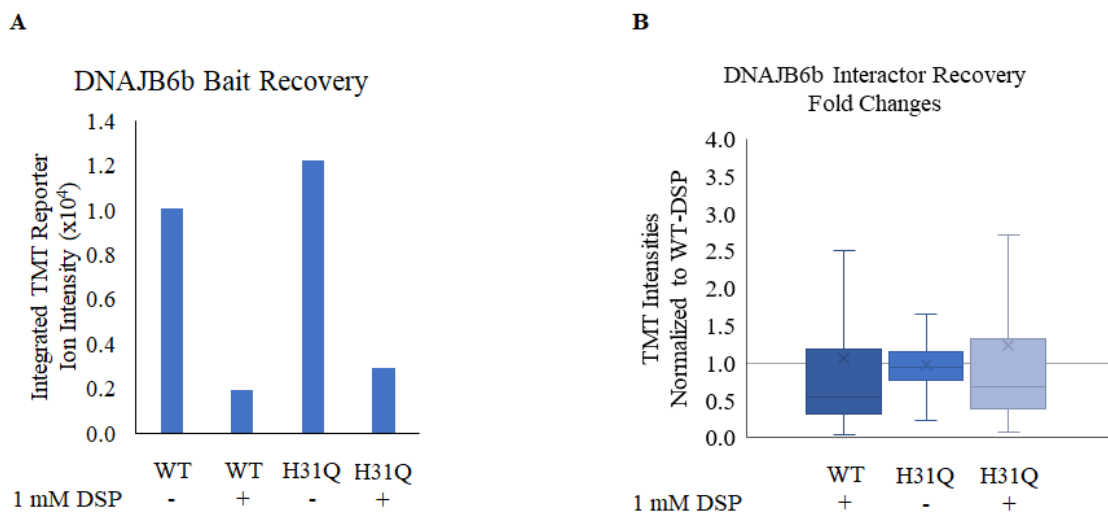 A
DNAJB6b Bait Recovery
Integrated TMT Reporter
Ion Intensity (x10⁴)
1.4
1.2
1.0
0.8
0.6
0.4
0.2
0.0
WT WT H31Q H31Q
1 mM DSP - + - +
B
DNAJB6b Interactor Recovery
Fold Changes
TMT Intensities
Normalized to WT-DSP
4.0
3.5
3.0
2.5
2.0
1.5
1.0
0.5
0.0
WT H31Q H31Q
1 mM DSP + - +